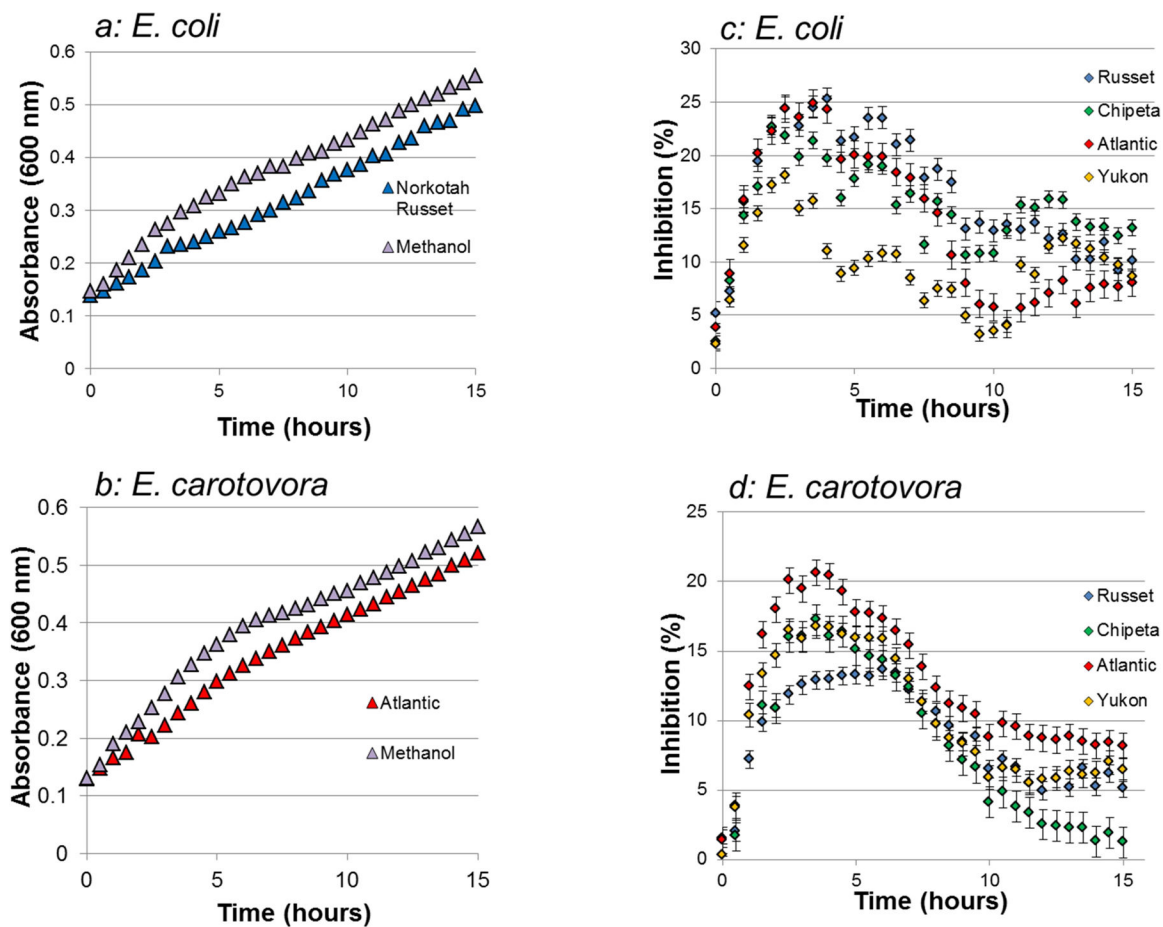 a: E. coli
0.6
0.5
0.4
0.3
0.2
0.1
0
Absorbance (600 nm)
Norkotah
Russet
Methanol
0 5 10 15
Time (hours)
c: E. coli
30
25
20
15
10
5
0
Inhibition (%)
Russet
Chipeta
Atlantic
Yukon
0 5 10 15
Time (hours)
b: E. carotovora
0.6
0.5
0.4
0.3
0.2
0.1
0
Absorbance (600 nm)
Atlantic
Methanol
0 5 10 15
Time (hours)
d: E. carotovora
25
20
15
10
5
0
Inhibition (%)
Russet
Chipeta
Atlantic
Yukon
0 5 10 15
Time (hours)